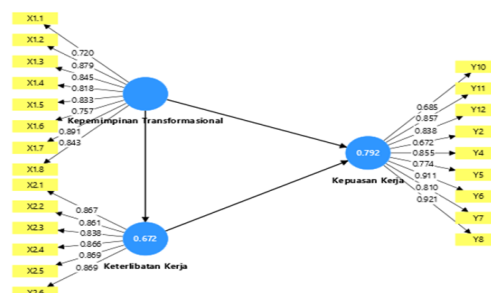 X1.1
X1.2
X1.3
X1.4
X1.5
X1.6
X1.7
X1.8
0.720
0.879
0.845
0.818
0.833
0.757
0.891
0.843
Kepemimpinan Transformasional
X2.1
X2.2
X2.3
X2.4
X2.5
X2.6
0.867
0.861
0.838
0.866
0.869
0.869
0.672
Keterlibatan Kerja
0.792
Kepuasan Kerja
0.685
0.857
0.838
0.672
0.855
0.774
0.911
0.810
0.921
Y10
Y11
Y12
Y2
Y4
Y5
Y6
Y7
Y8